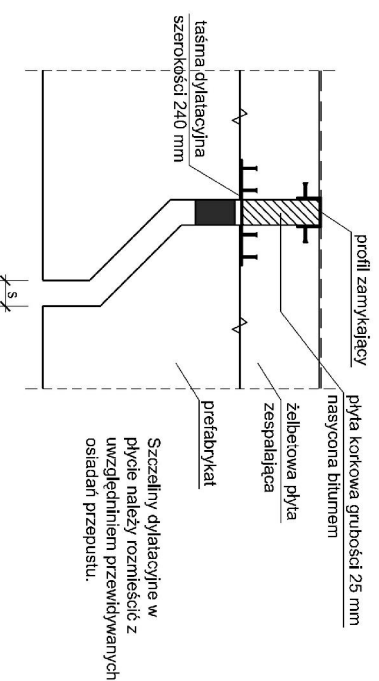 profil zamykający
płyta korkowa grubości 25 mm
nasycona bitumem
żelbetowa płyta
zespalająca
prefabrykat
taśma dylatacyjna
szerokości 240 mm
s
Szczeliny dylatacyjne w
płycie należy rozmieścić z
uwzględnieniem przewidywanych
osiadań przepustu.